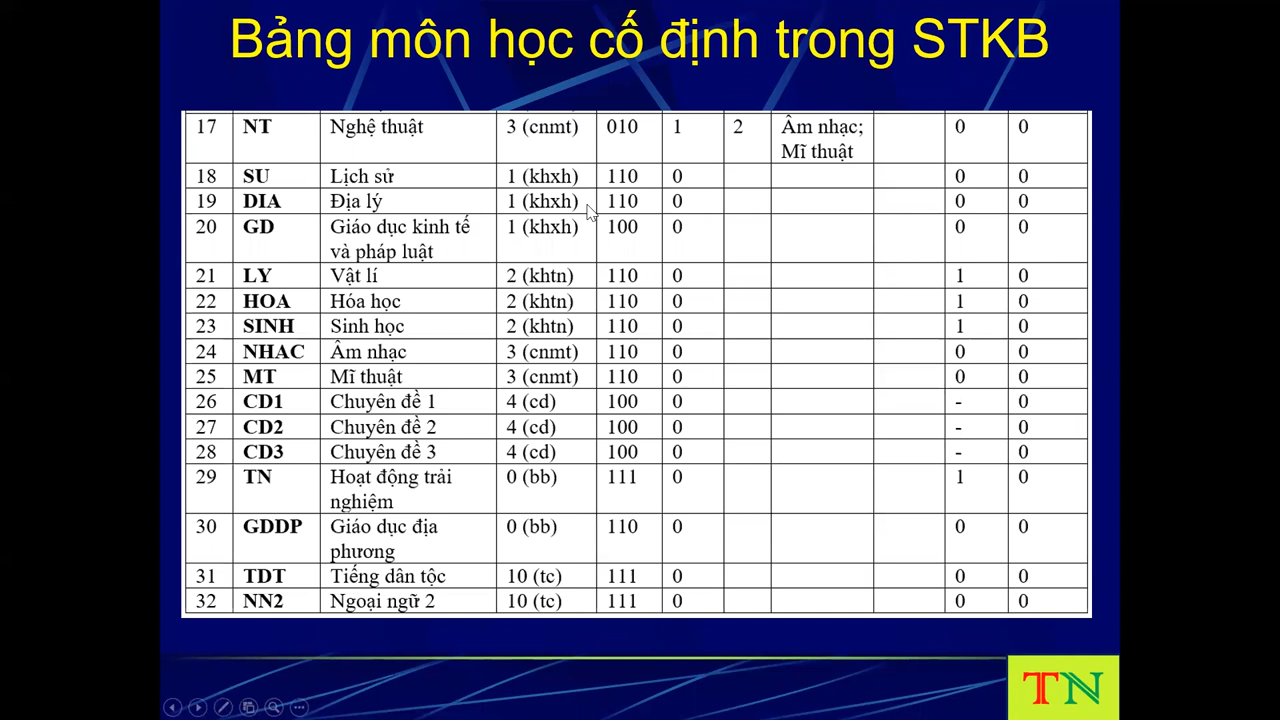 Bảng môn học cố định trong STKB
17 NT Nghệ thuật 3 (cnmt) 010 1 2 Âm nhạc; 0 0
Mĩ thuật
18 SU Lịch sử 1 (khxh) 110 0 0 0
19 DIA Địa lý 1 (khxh) 110 0 0 0
20 GD Giáo dục kinh tế 1 (khxh) 100 0 0 0
và pháp luật
21 LY Vật lí 2 (khtn) 110 0 1 0
22 HOA Hóa học 2 (khtn) 110 0 1 0
23 SINH Sinh học 2 (khtn) 110 0 1 0
24 NHAC Âm nhạc 3 (cnmt) 110 0 0 0
25 MT Mĩ thuật 3 (cnmt) 110 0 0 0
26 CD1 Chuyên đề 1 4 (cd) 100 0 - 0
27 CD2 Chuyên đề 2 4 (cd) 100 0 - 0
28 CD3 Chuyên đề 3 4 (cd) 100 0 - 0
29 TN Hoạt động trải 0 (bb) 111 0 1 0
nghiệm
30 GDDP Giáo dục địa 0 (bb) 110 0 0 0
phương
31 TDT Tiếng dân tộc 10 (tc) 111 0 0 0
32 NN2 Ngoại ngữ 2 10 (tc) 111 0 0 0
TN